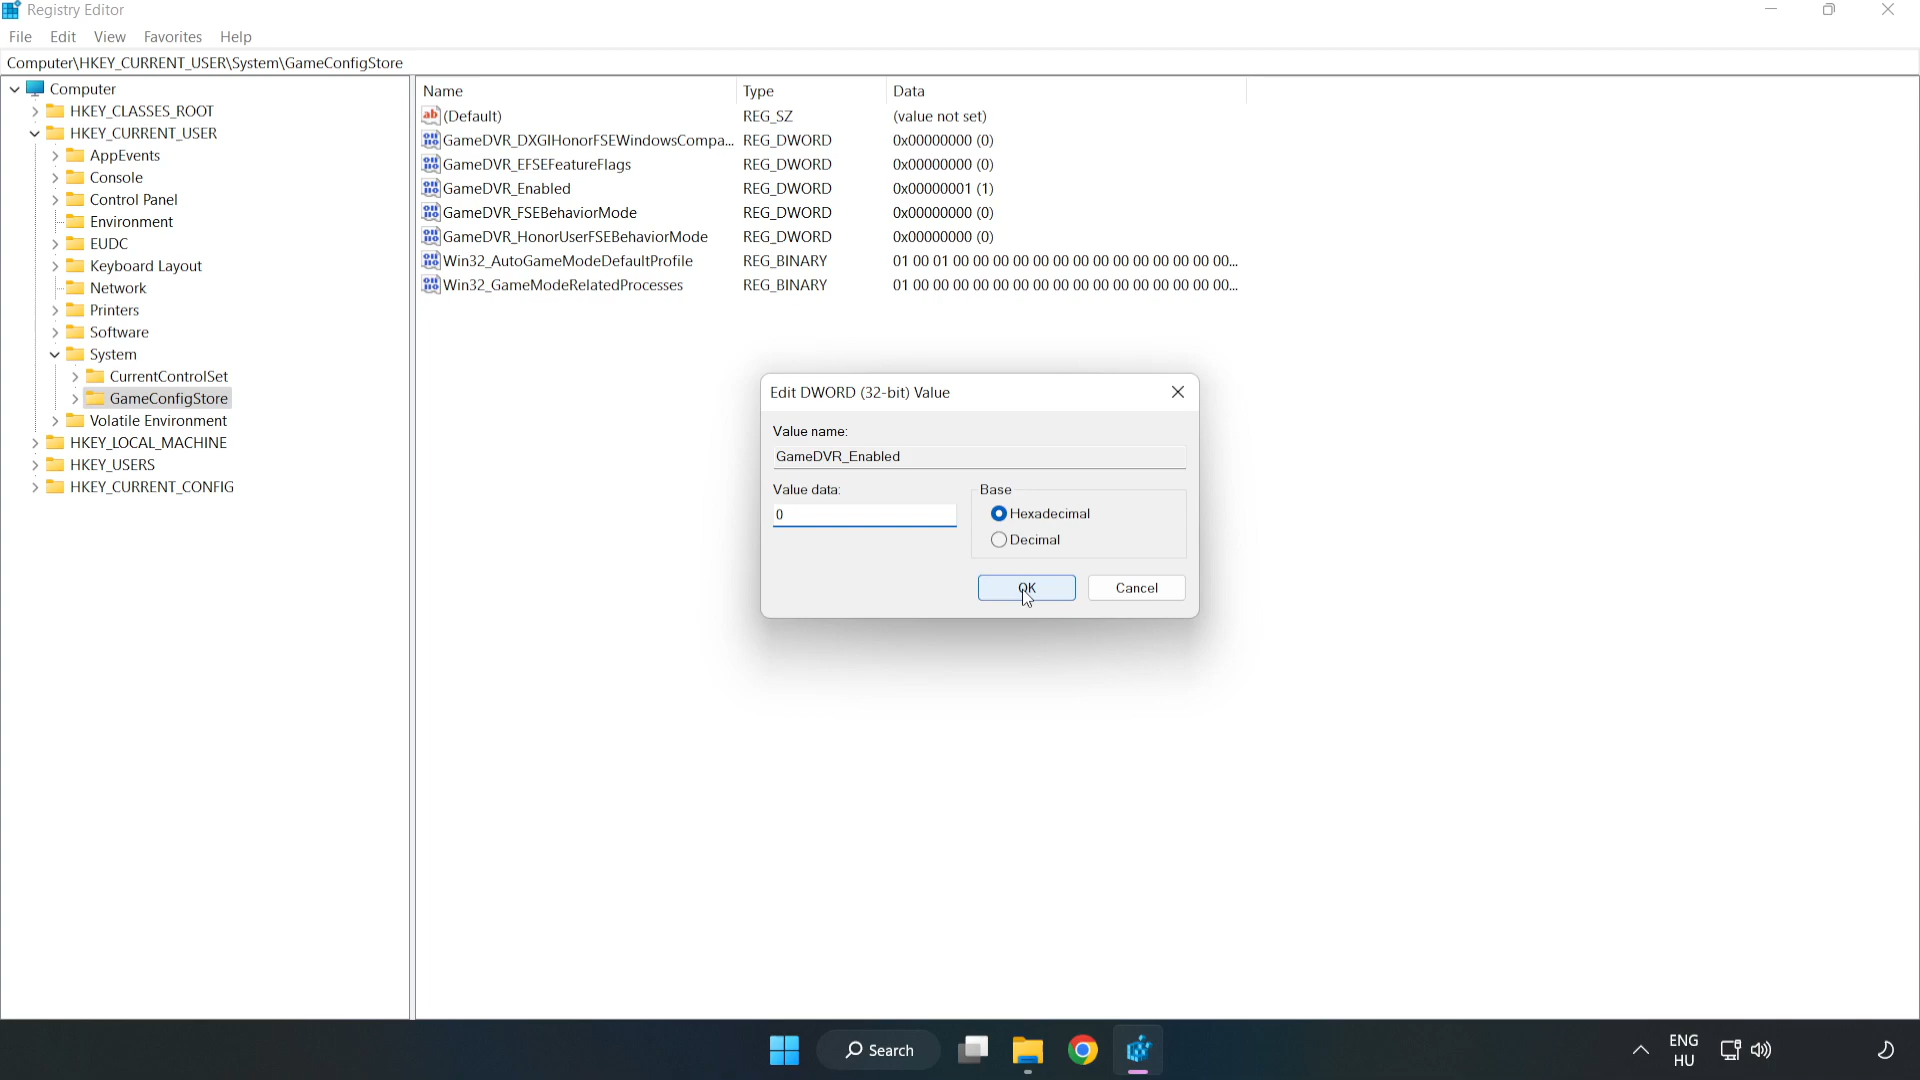 Registry Editor
File Edit View Favorites Help
Computer\HKEY_CURRENT_USER\System\GameConfigStore
Computer
HKEY_CLASSES_ROOT
HKEY_CURRENT_USER
AppEvents
Console
Control Panel
Environment
EUDC
Keyboard Layout
Network
Printers
Software
System
CurrentControlSet
GameConfigStore
Volatile Environment
HKEY_LOCAL_MACHINE
HKEY_USERS
HKEY_CURRENT_CONFIG
Name Type Data
(Default) REG_SZ (value not set)
GameDVR_DXGIHonorFSEWindowsCompa... REG_DWORD 0x00000000 (0)
GameDVR_EFSEFeatureFlags REG_DWORD 0x00000000 (0)
GameDVR_Enabled REG_DWORD 0x00000001 (1)
GameDVR_FSEBehaviorMode REG_DWORD 0x00000000 (0)
GameDVR_HonorUserFSEBehaviorMode REG_DWORD 0x00000000 (0)
Win32_AutoGameModeDefaultProfile REG_BINARY 01 00 01 00 00 00 00 00 00 00 00 00 00 00 00 00 00...
Win32_GameModeRelatedProcesses REG_BINARY 01 00 00 00 00 00 00 00 00 00 00 00 00 00 00 00 00...
Edit DWORD (32-bit) Value
Value name:
GameDVR_Enabled
Value data:
0
Base
Hexadecimal
Decimal
OK Cancel
Search
ENG
HU